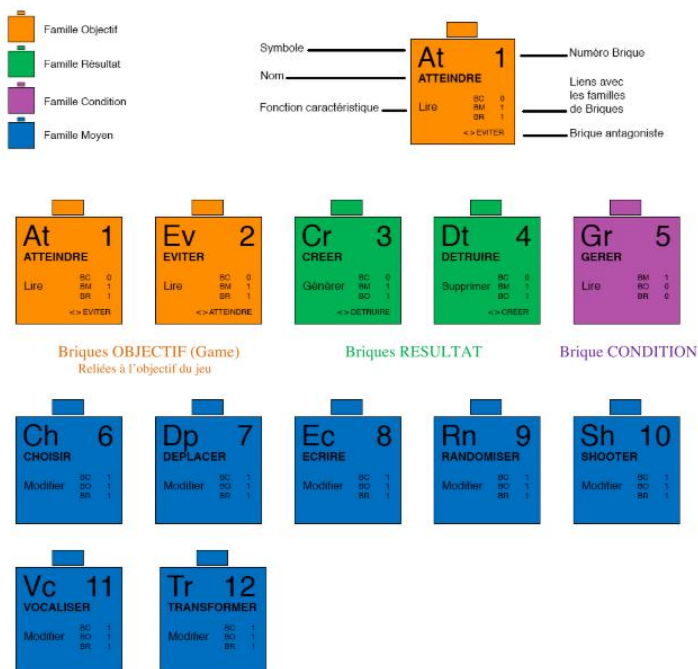 Famille Objectif
Famille Résultat
Famille Condition
Famille Moyen
Symbole
Nom
Fonction caractéristique
At 1
ATTEINDRE
Lire
BC 0
BM 1
BR 1
<> EVITER
Numéro Brique
Liens avec
les familles
de Briques
Brique antagoniste
At 1
ATTEINDRE
Lire
BC 0
BM 1
BR 1
<> EVITER
Ev 2
EVITER
Lire
BC 0
BM 1
BR 1
<> ATTEINDRE
Cr 3
CREER
Générer
BC 0
BM 1
BO 1
<> DETRUIRE
Dt 4
DETRUIRE
Supprimer
BC 0
BM 1
BO 1
<> CREER
Gr 5
GERER
Lire
BM 1
BO 0
BR 0
Briques OBJECTIF (Game)
Reliées à l'objectif du jeu
Briques RESULTAT
Brique CONDITION
Ch 6
CHOISIR
Modifier
BC 1
BO 1
BR 1
Dp 7
DEPLACER
Modifier
BC 1
BO 1
BR 1
Ec 8
ECRIRE
Modifier
BC 1
BO 1
BR 1
Rn 9
RANDOMISER
Modifier
BC 1
BO 1
BR 1
Sh 10
SHOOTER
Modifier
BC 1
BO 1
BR 1
Vc 11
VOCALISER
Modifier
BC 1
BO 1
BR 1
Tr 12
TRANSFORMER
Modifier
BC 1
BO 1
BR 1